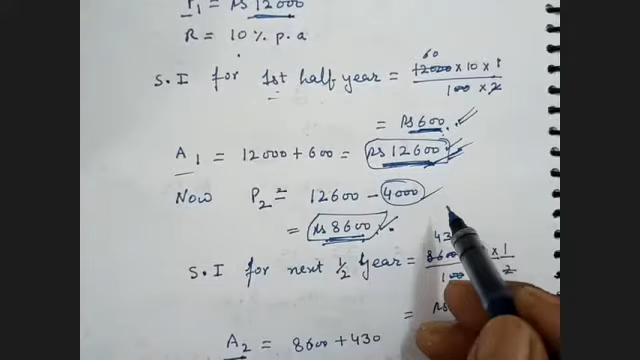 P1 = Rs 12000
R = 10 % p.a
S.I for 1st half year = 12000 × 10 × 1 / 100 × 2
60
= Rs 600
A1 = 12000 + 600 = Rs 12600
Now P2 = 12600 - 4000
= Rs 8600
S.I for next 1/2 Year = 8600 × 1 / 100 2
43
= Rs
A2 = 8600 + 430